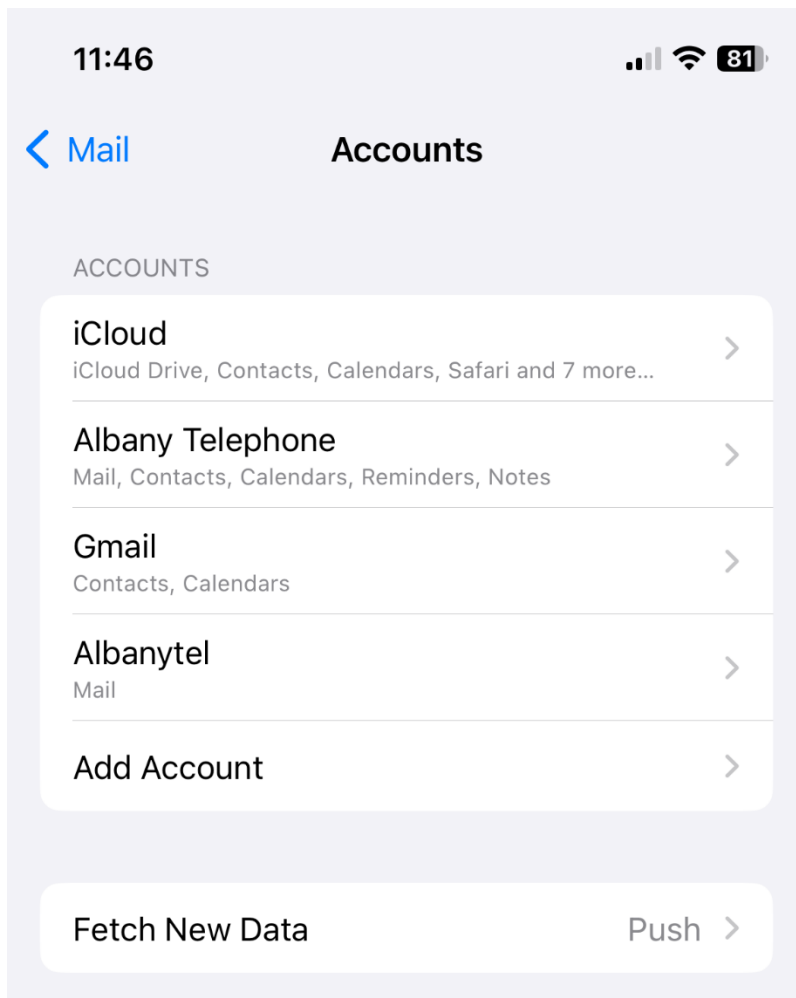 11:46
81
Mail
Accounts
ACCOUNTS
iCloud
iCloud Drive, Contacts, Calendars, Safari and 7 more...
Albany Telephone
Mail, Contacts, Calendars, Reminders, Notes
Gmail
Contacts, Calendars
Albanytel
Mail
Add Account
Fetch New Data Push